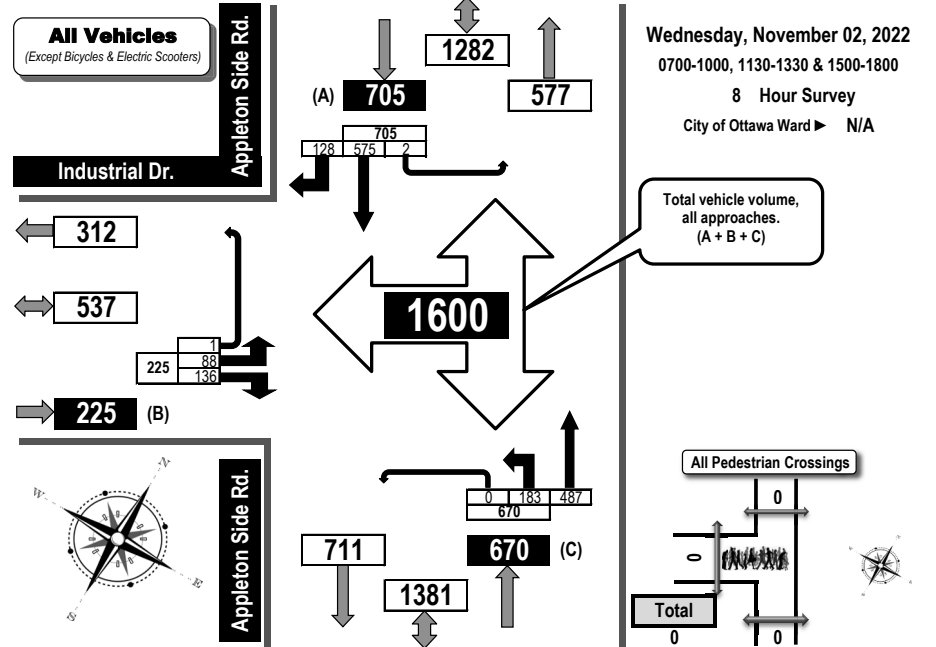 All Vehicles
(Except Bicycles & Electric Scooters)
Appleton Side Rd.
Industrial Dr.
1282
(A) 705
577
705
128 575 2
Wednesday, November 02, 2022
0700-1000, 1130-1330 & 1500-1800
8 Hour Survey
City of Ottawa Ward ► N/A
Total vehicle volume,
all approaches.
(A + B + C)
312
537
1600
1
225 88
136
225 (B)
N
W
E
S
Appleton Side Rd.
0 183 487
670
711
670 (C)
1381
All Pedestrian Crossings
0
0
Total
0
0